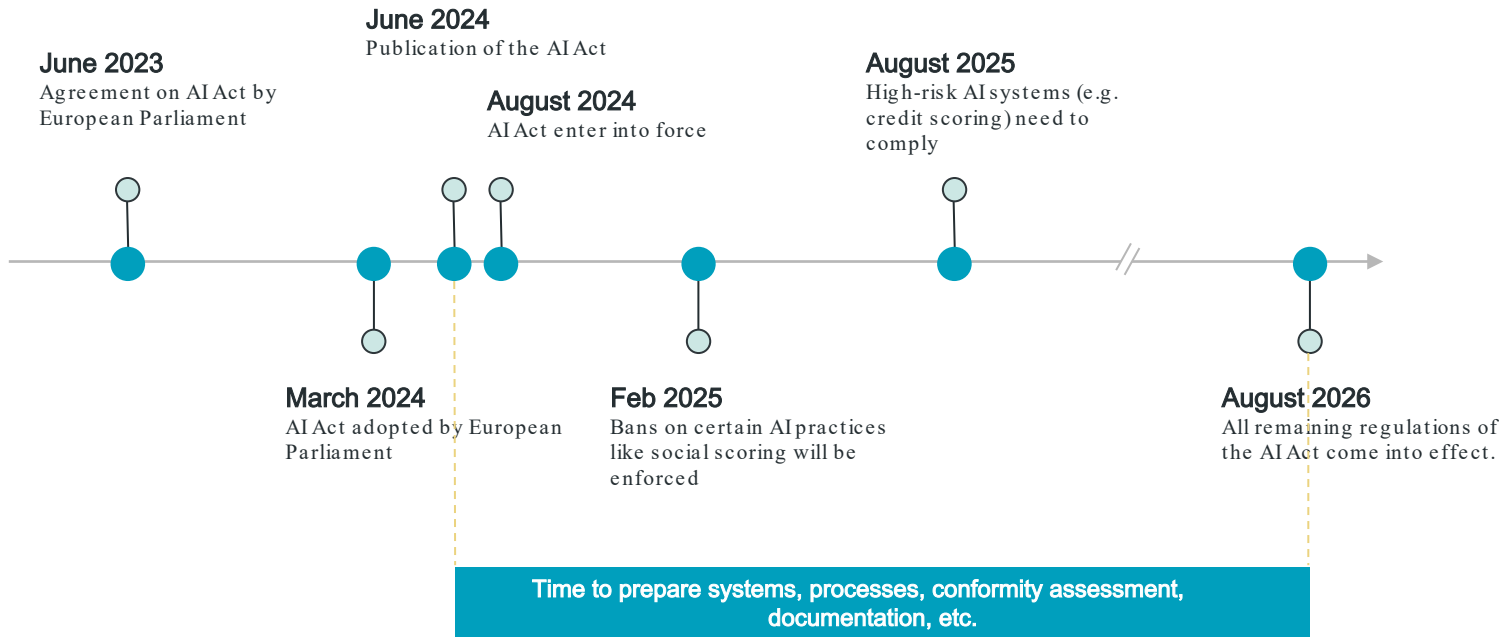 June 2023
Agreement on AI Act by
European Parliament
June 2024
Publication of the AI Act
August 2024
AI Act enter into force
August 2025
High-risk AI systems (e.g.
credit scoring) need to
comply
March 2024
AI Act adopted by European
Parliament
Feb 2025
Bans on certain AI practices
like social scoring will be
enforced
August 2026
All remaining regulations of
the AI Act come into effect.
Time to prepare systems, processes, conformity assessment,
documentation, etc.